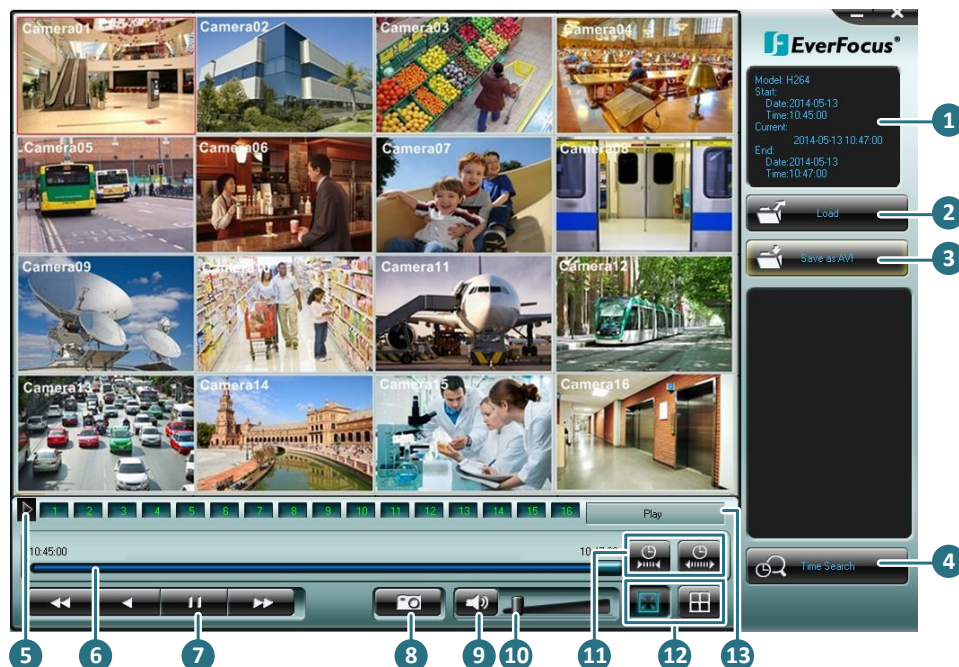 Camera01
Camera02
Camera03
Camera04
Camera05
Camera06
Camera07
Camera08
Camera09
Camera10
Camera11
Camera12
Camera13
Camera14
Camera15
Camera16
EverFocus®
Model: H264
Start:
Date:2014-05-13
Time:10:45:00
Current:
2014-05-13 10:47:00
End:
Date:2014-05-13
Time:10:47:00
1
Load
2
Save as AVI
3
Time Search
4
1 2 3 4 5 6 7 8 9 10 11 12 13 14 15 16 Play
10:45:00
5 6 7 8 9 10 11 12 13